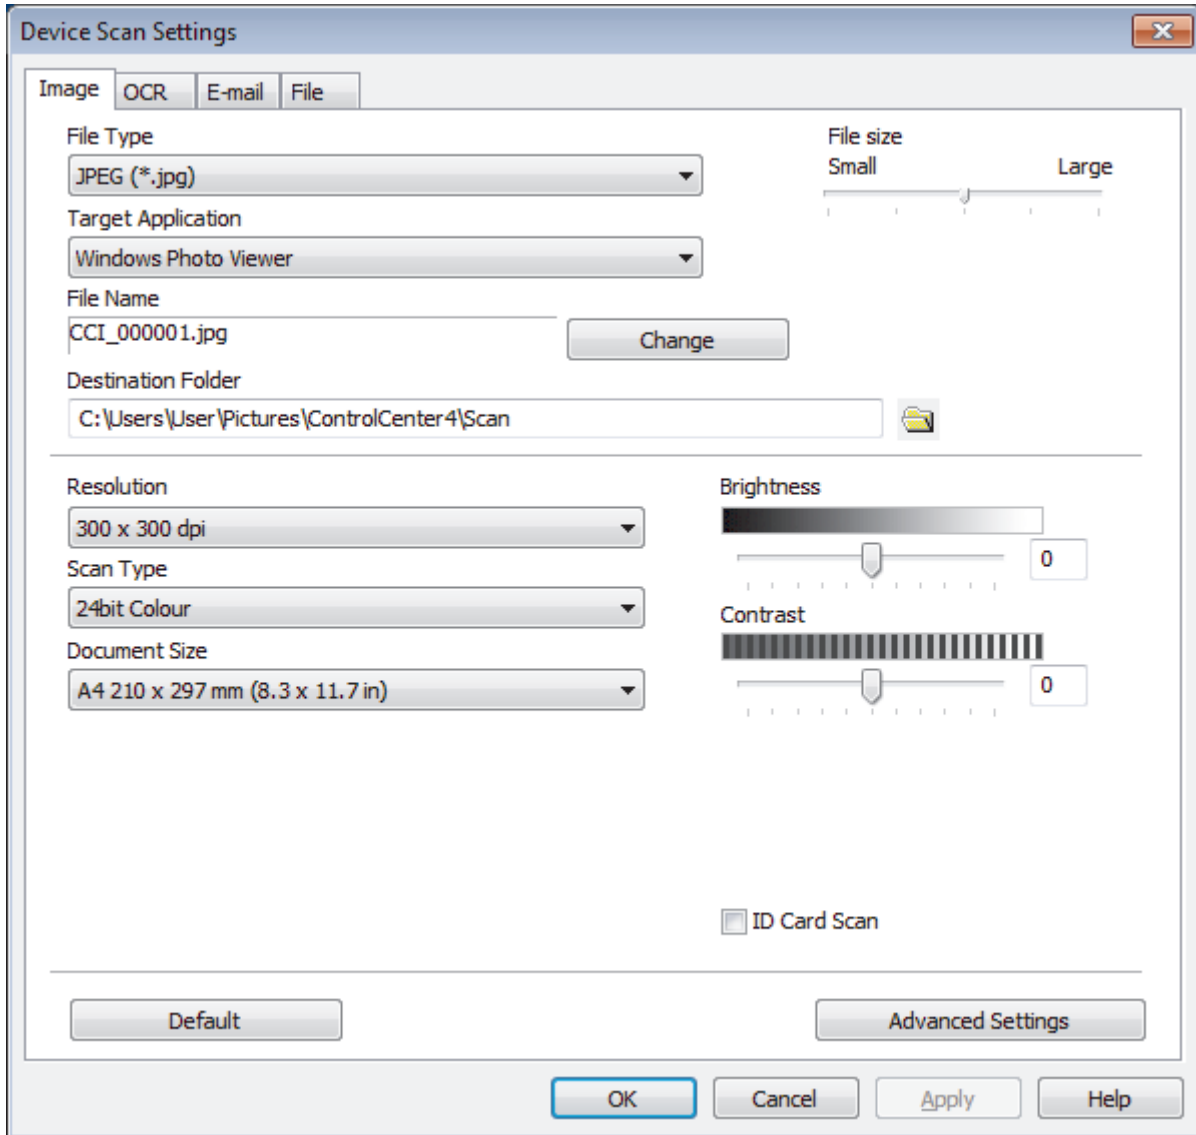 Device Scan Settings
Image OCR E-mail File
File Type
JPEG (*.jpg)
File size
Small Large
Target Application
Windows Photo Viewer
File Name
CCI_000001.jpg
Change
Destination Folder
C:\Users\User\Pictures\ControlCenter4\Scan
Resolution
300 x 300 dpi
Scan Type
24bit Colour
Document Size
A4 210 x 297 mm (8.3 x 11.7 in)
Brightness
0
Contrast
0
ID Card Scan
Default
Advanced Settings
OK Cancel Apply Help